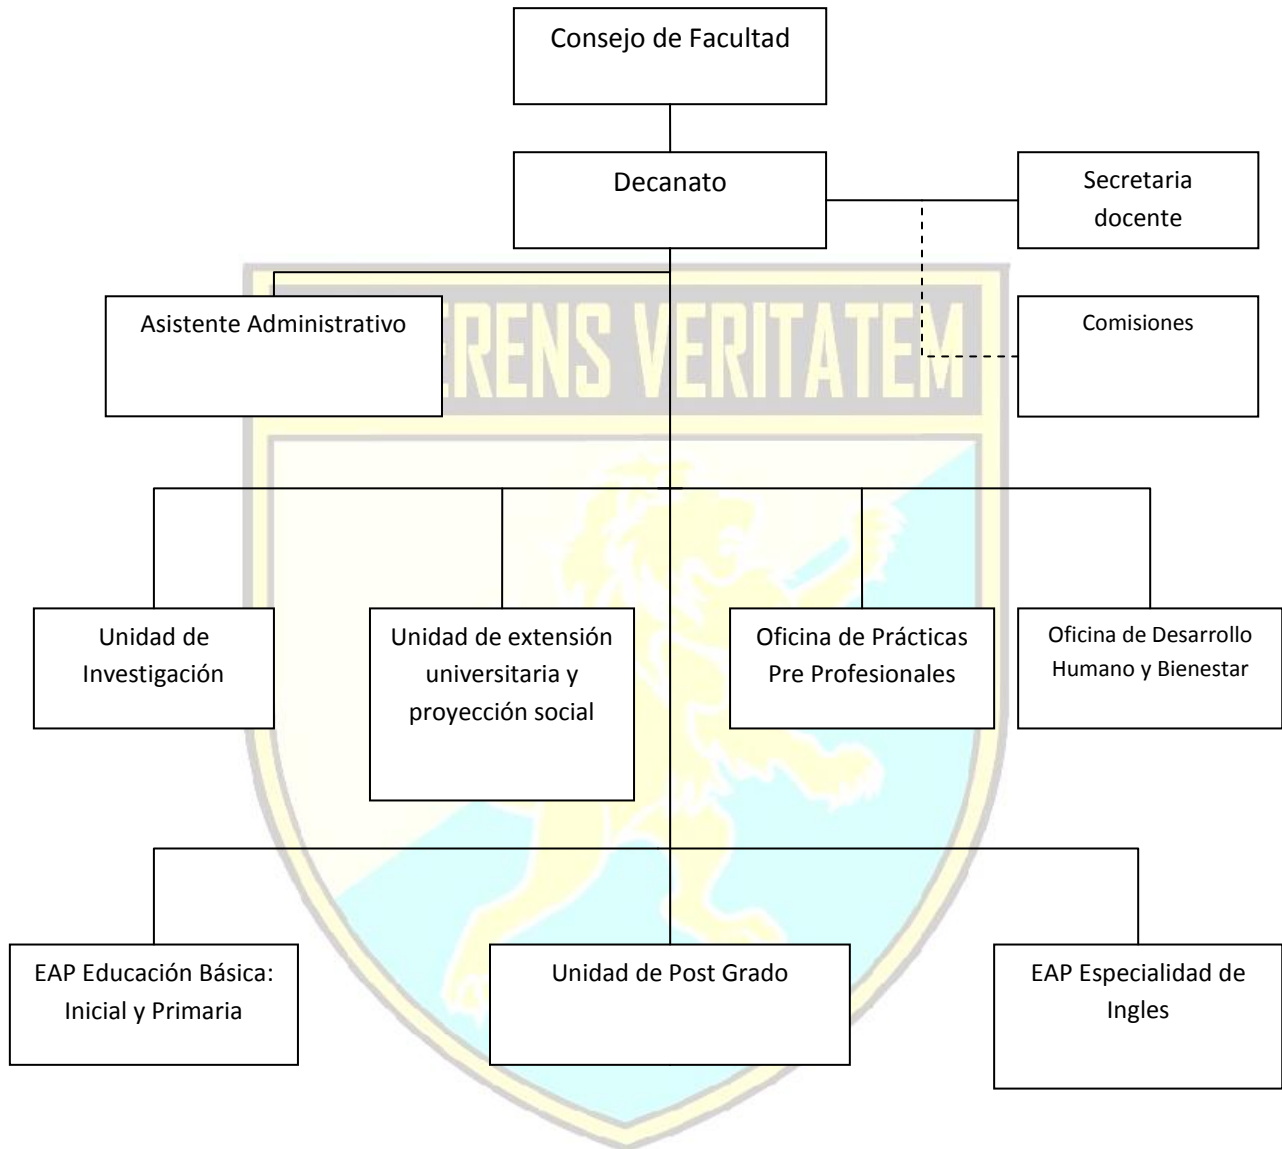 Consejo de Facultad
Decanato
Secretaria
docente
Asistente Administrativo
Comisiones
ERENS VERITATEM
Unidad de
Investigación
Unidad de extensión
universitaria y
proyección social
Oficina de Prácticas
Pre Profesionales
Oficina de Desarrollo
Humano y Bienestar
EAP Educación Básica:
Inicial y Primaria
Unidad de Post Grado
EAP Especialidad de
Ingles